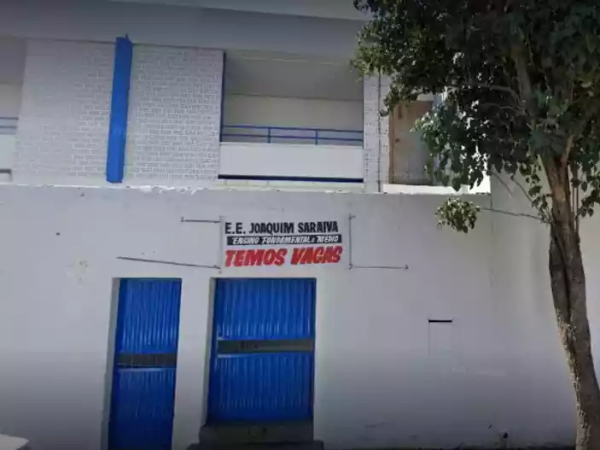 E.E. JOAQUIM SARAIVA
ENSINO FUNDAMENTAL E MÉDIO
TEMOS VAGAS